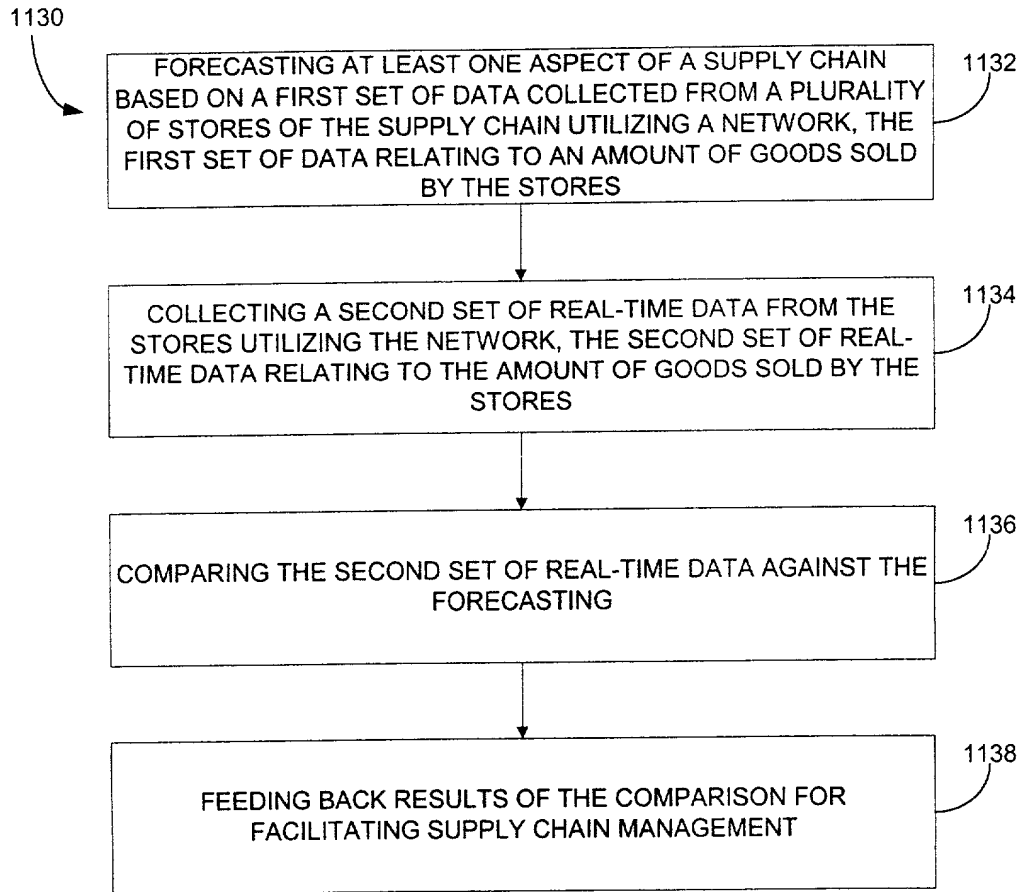 1130
FORECASTING AT LEAST ONE ASPECT OF A SUPPLY CHAIN
BASED ON A FIRST SET OF DATA COLLECTED FROM A PLURALITY
OF STORES OF THE SUPPLY CHAIN UTILIZING A NETWORK, THE
FIRST SET OF DATA RELATING TO AN AMOUNT OF GOODS SOLD
BY THE STORES
1132
COLLECTING A SECOND SET OF REAL-TIME DATA FROM THE
STORES UTILIZING THE NETWORK, THE SECOND SET OF REAL-
TIME DATA RELATING TO THE AMOUNT OF GOODS SOLD BY THE
STORES
1134
COMPARING THE SECOND SET OF REAL-TIME DATA AGAINST THE
FORECASTING
1136
FEEDING BACK RESULTS OF THE COMPARISON FOR
FACILITATING SUPPLY CHAIN MANAGEMENT
1138